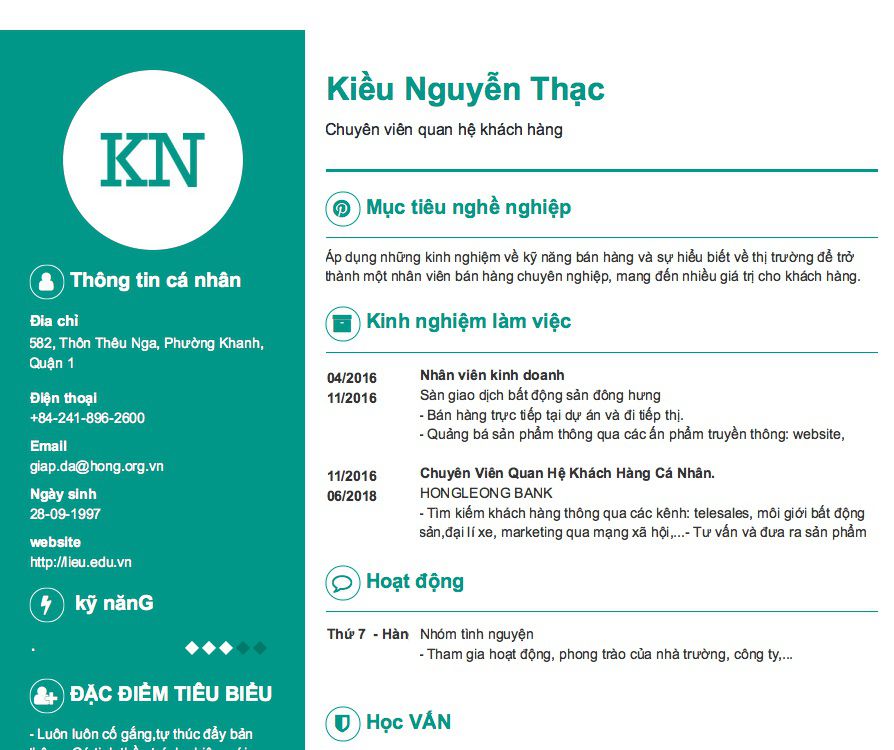 KN
Thông tin cá nhân
Đia chỉ
582, Thôn Thêu Nga, Phường Khanh,
Quận 1
Điện thoại
+84-241-896-2600
Email
giap.da@hong.org.vn
Ngày sinh
28-09-1997
website
http://lieu.edu.vn
kỹ nănG
.
ĐẶC ĐIỂM TIÊU BIỂU
- Luôn luôn cố gắng,tự thúc đẩy bản
Kiều Nguyễn Thạc
Chuyên viên quan hệ khách hàng
Mục tiêu nghề nghiệp
Áp dụng những kinh nghiệm về kỹ năng bán hàng và sự hiểu biết về thị trường để trở
thành một nhân viên bán hàng chuyên nghiệp, mang đến nhiều giá trị cho khách hàng.
Kinh nghiệm làm việc
04/2016
11/2016
Nhân viên kinh doanh
Sàn giao dịch bất động sản đông hưng
- Bán hàng trực tiếp tại dự án và đi tiếp thị.
- Quảng bá sản phẩm thông qua các ấn phẩm truyền thông: website,
11/2016
06/2018
Chuyên Viên Quan Hệ Khách Hàng Cá Nhân.
HONGLEONG BANK
- Tìm kiếm khách hàng thông qua các kênh: telesales, môi giới bất động
sản,đại lí xe, marketing qua mạng xã hội,...- Tư vấn và đưa ra sản phẩm
Hoạt động
Thứ 7 - Hàn
Nhóm tình nguyện
- Tham gia hoạt động, phong trào của nhà trường, công ty,...
Học VẤN